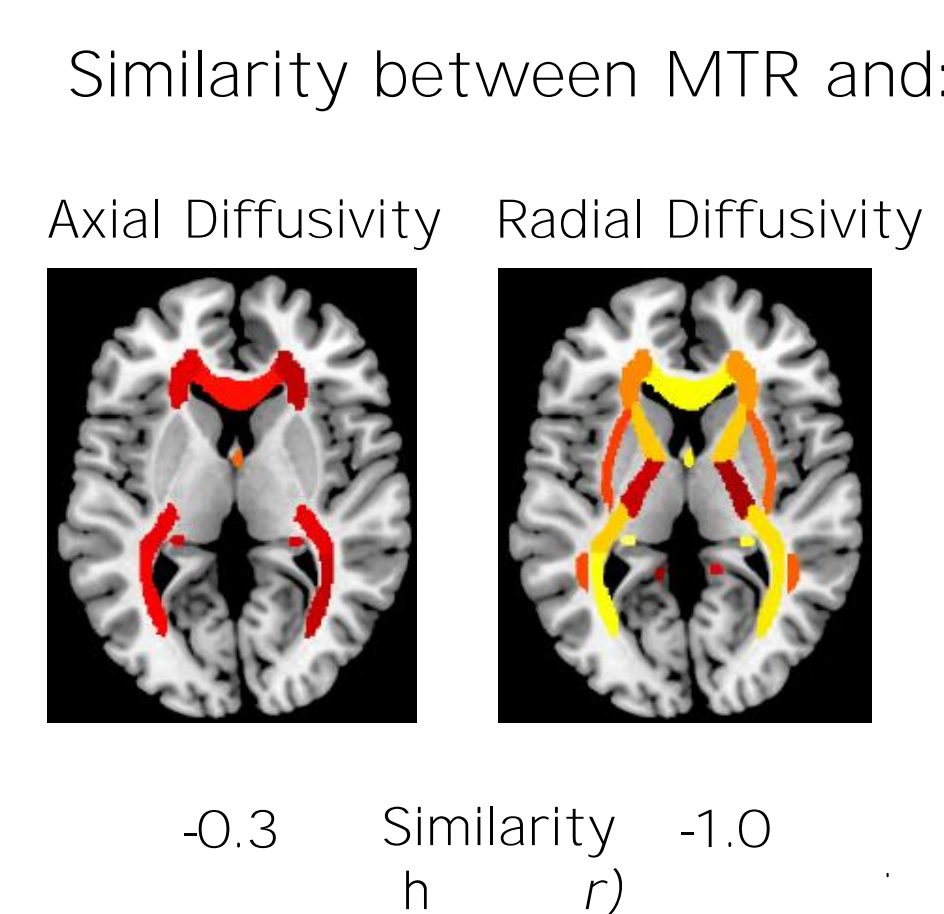 Similarity between MTR and:
Axial Diffusivity Radial Diffusivity
-0.3 Similarity -1.0
h r)